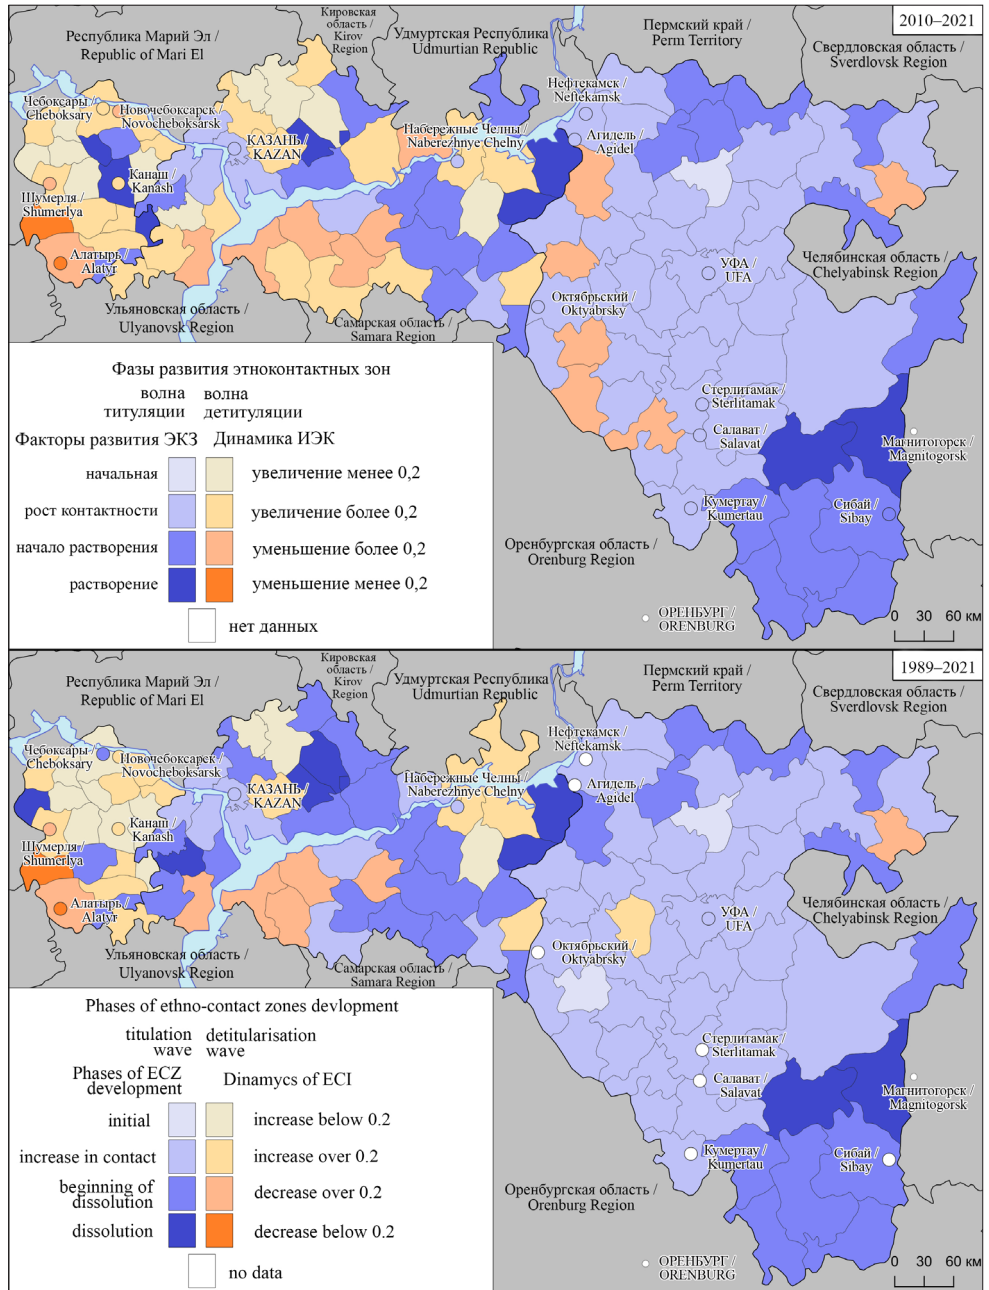 2010–2021
Республика Марий Эл /
Republic of Mari El
Кировская
область /
Kirov
Region
Удмуртская Республика
Udmurtian Republic
Пермский край /
Perm Territory
Свердловская область /
Sverdlovsk Region
Чебоксары /
Cheboksary
Новочебоксарск /
Novocheboksarsk
КАЗАНЬ /
KAZAN
Набережные Челны /
Naberezhnye Chelny
Нефтекамск /
Neftekamsk
Агидель /
Agidel
Канаш /
Kanash
Шумерля /
Shumerlya
Алатырь /
Alatyr
УФА /
UFA
Челябинская область /
Chelyabinsk Region
Октябрьский /
Oktyabrsky
Ульяновская область /
Ulyanovsk Region
Самарская область /
Samara Region
Стерлитамак /
Sterlitamak
Салават /
Salavat
Магнитогорск /
Magnitogorsk
Кумертау /
Kumertau
Сибай /
Sibay
Оренбургская область /
Orenburg Region
ОРЕНБУРГ /
ORENBURG
0 30 60 км
Фазы развития этноконтактных зон
волна титуляции
волна детитуляции
Факторы развития ЭКЗ
Динамика ИЭК
начальная
увеличение менее 0,2
рост контактности
увеличение более 0,2
начало растворения
уменьшение более 0,2
растворение
уменьшение менее 0,2
нет данных
1989–2021
Республика Марий Эл /
Republic of Mari El
Кировская
область /
Kirov
Region
Удмуртская Республика
Udmurtian Republic
Пермский край /
Perm Territory
Свердловская область /
Sverdlovsk Region
Чебоксары /
Cheboksary
Новочебоксарск /
Novocheboksarsk
КАЗАНЬ /
KAZAN
Набережные Челны /
Naberezhnye Chelny
Нефтекамск /
Neftekamsk
Агидель /
Agidel
Канаш /
Kanash
Шумерля /
Shumerlya
Алатырь /
Alatyr
УФА /
UFA
Челябинская область /
Chelyabinsk Region
Октябрьский /
Oktyabrsky
Ульяновская область /
Ulyanovsk Region
Самарская область /
Samara Region
Стерлитамак /
Sterlitamak
Салават /
Salavat
Магнитогорск /
Magnitogorsk
Кумертау /
Kumertau
Сибай /
Sibay
Оренбургская область /
Orenburg Region
ОРЕНБУРГ /
ORENBURG
0 30 60 км
Phases of ethno-contact zones devlopment
titulation
wave
detitularisation
wave
Phases of ECZ
development
Dinamycs of ECI
initial
increase below 0.2
increase in contact
increase over 0.2
beginning of
dissolution
decrease over 0.2
dissolution
decrease below 0.2
no data